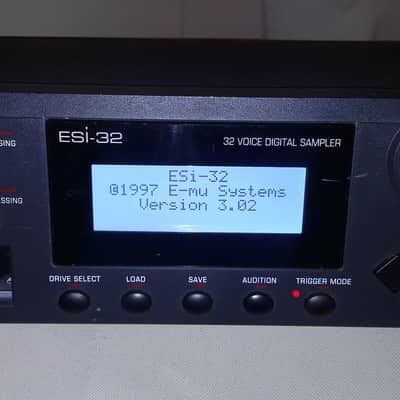 ESi-32
32 VOICE DIGITAL SAMPLER
ESi-32
@1997 E-mu Systems
Version 3.02
DRIVE SELECT
LOAD
SAVE
AUDITION
TRIGGER MODE